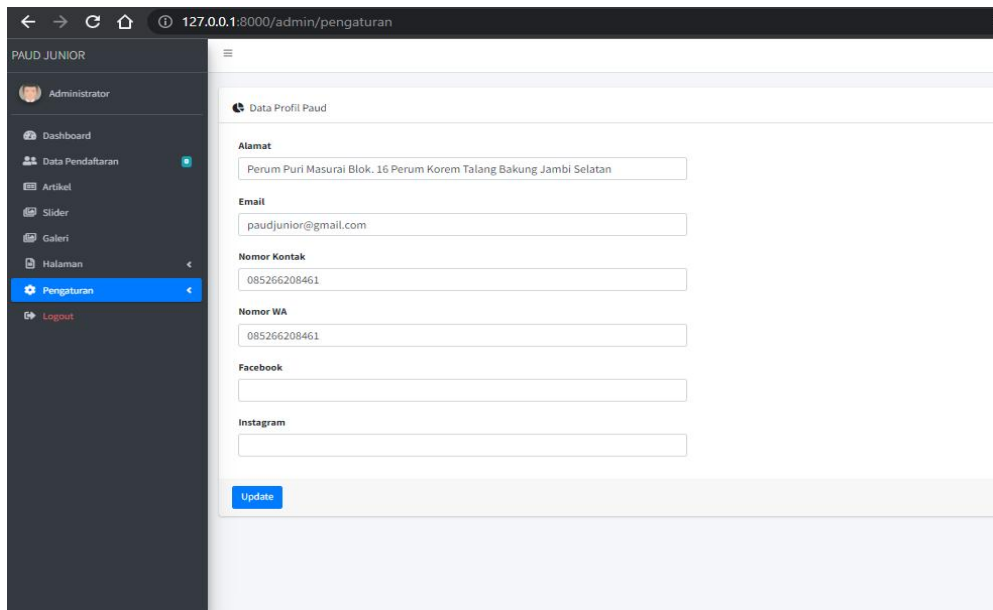 127.0.0.1:8000/admin/pengaturan
PAUD JUNIOR
Administrator
Dashboard
Data Pendaftaran
Artikel
Slider
Galeri
Halaman
Pengaturan
Logout
Data Profil Paud
Alamat
Perum Puri Masurai Blok. 16 Perum Korem Talang Bakung Jambi Selatan
Email
paudjunior@gmail.com
Nomor Kontak
085266208461
Nomor WA
085266208461
Facebook
Instagram
Update